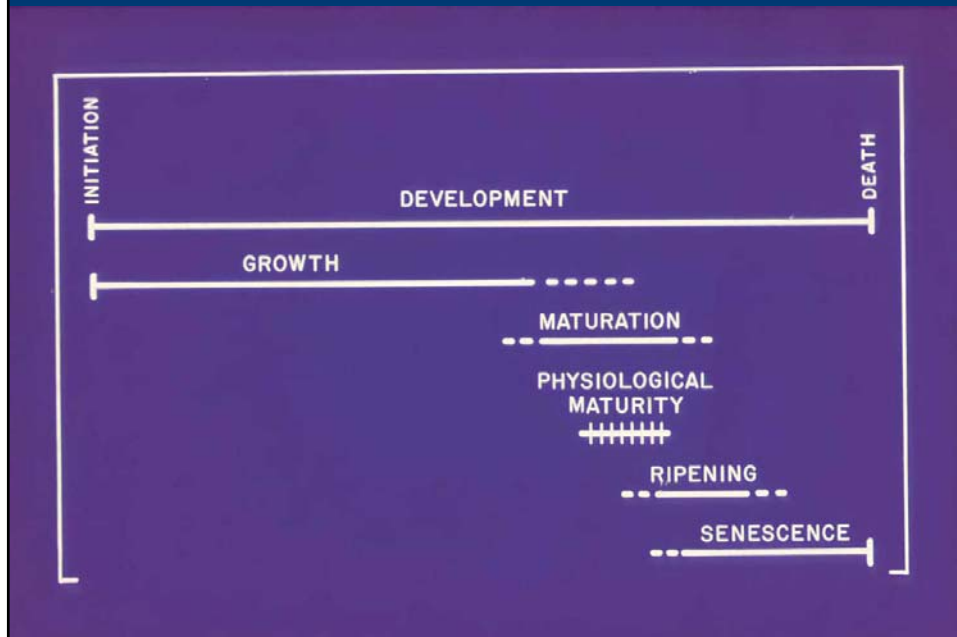 INITIATION
DEATH
DEVELOPMENT
GROWTH
MATURATION
PHYSIOLOGICAL
MATURITY
RIPENING
SENESCENCE